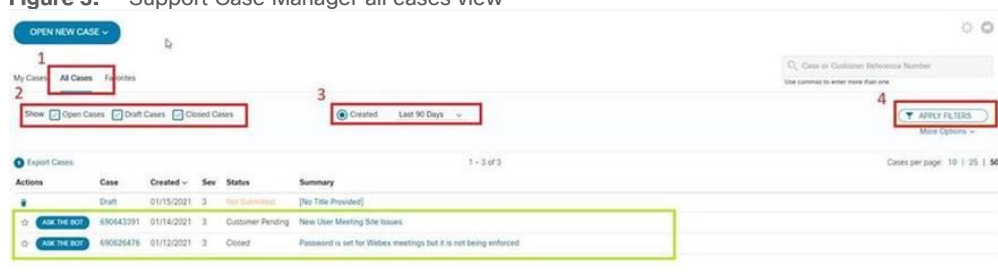 Figure 3. Support Case Manager all cases view
OPEN NEW CASE
1
My Cases All Cases Favorites
Case or Customer Reference Number
Use commas to enter more than one
2
3
4
Show Open Cases Draft Cases Closed Cases
Created Last 90 Days
APPLY FILTERS
More Options
Export Cases
1 - 3 of 3
Cases per page: 10 | 25 | 50
Actions Case Created Sev Status Summary
Draft 01/15/2021 3 Not Submitted [No Title Provided]
ASK THE BOT 690643391 01/14/2021 3 Customer Pending New User Meeting Site Issues
ASK THE BOT 690626476 01/12/2021 3 Closed Password is set for Webex meetings but it is not being enforced